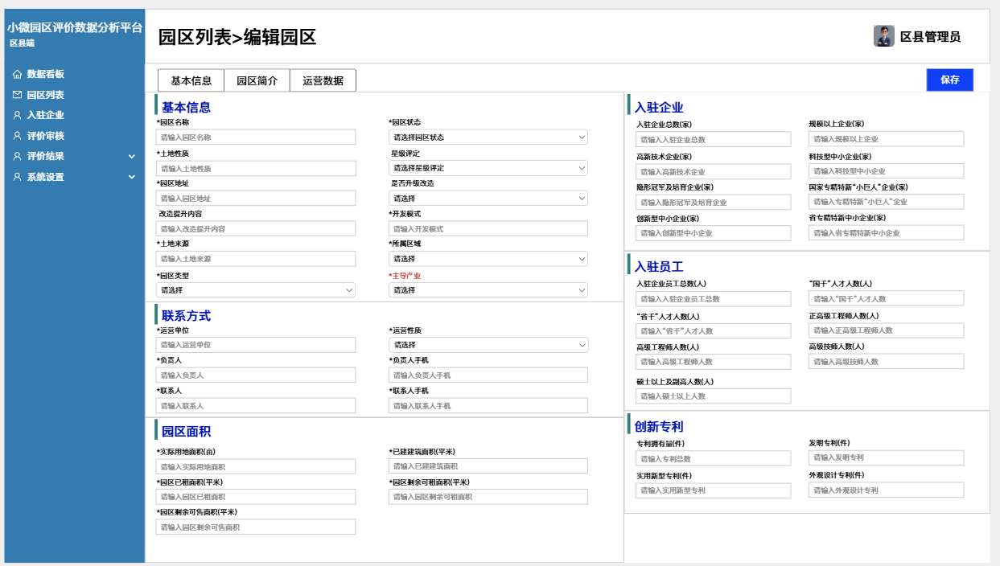 小微园区评价数据分析平台
区县端
数据看板
园区列表
入驻企业
评价审核
评价结果
系统设置
园区列表>编辑园区
区县管理员
基本信息 园区简介 运营数据
保存
基本信息
*园区名称 *园区状态
请输入园区名称 请选择园区状态
*土地性质 星级评定
请输入土地性质 请选择星级评定
*园区地址 是否升级改造
请输入园区地址 请选择
改造提升内容 *开发模式
请输入改造提升内容 请输入开发模式
*土地来源 *所属区域
请输入土地来源 请选择
*园区类型 *主导产业
请选择 请选择
联系方式
*运营单位 *运营性质
请输入运营单位 请选择
*负责人 *负责人手机
请输入负责人 请输入负责人手机
*联系人 *联系人手机
请输入联系人 请输入联系人手机
园区面积
*实际用地面积(亩) *已建建筑面积(平米)
请输入实际用地面积 请输入已建建筑面积
*园区已租面积(平米) *园区剩余可租面积(平米)
请输入园区已租面积 请输入园区剩余可租面积
*园区剩余可售面积(平米)
请输入园区剩余可售面积
入驻企业
入驻企业总数(家) 规模以上企业(家)
请输入入驻企业总数 请输入规模以上企业
高新技术企业(家) 科技型中小企业(家)
请输入高新技术企业 请输入科技型中小企业
隐形冠军及培育企业(家) 国家专精特新“小巨人”企业(家)
请输入隐形冠军及培育企业 请输入专精特新“小巨人”企业
创新型中小企业(家) 省专精特新中小企业(家)
请输入创新型中小企业 请输入省专精特新中小企业
入驻员工
入驻企业员工总数(人) “国千”人才人数(人)
请输入入驻企业员工总数 请输入“国千”人才人数
“省千”人才人数(人) 正高级工程师人数(人)
请输入“省千”人才人数 请输入正高级工程师人数
高级工程师人数(人) 高级技师人数(人)
请输入高级工程师人数 请输入高级技师人数
硕士以上及副高人数(人)
请输入硕士以上人数
创新专利
专利拥有量(件) 发明专利(件)
请输入专利总数 请输入发明专利
实用新型专利(件) 外观设计专利(件)
请输入实用新型专利 请输入外观设计专利